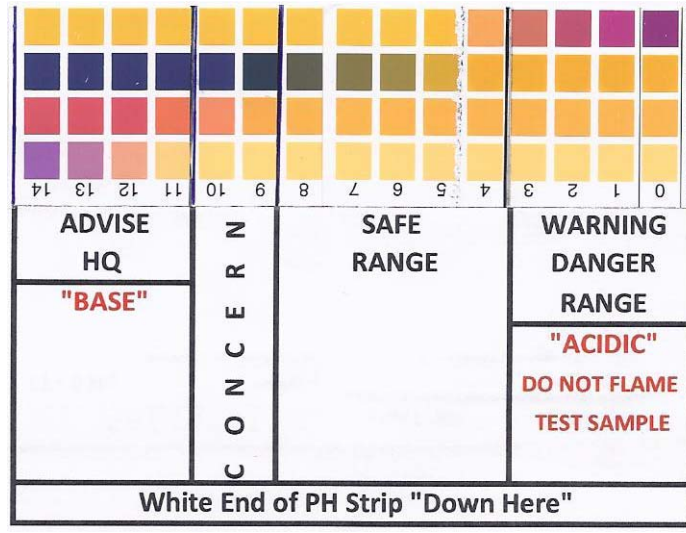 14 13 12 11 10 9 8 7 6 5 4 3 2 1 0
ADVISE
HQ
"BASE"
CONCERN
SAFE
RANGE
WARNING
DANGER
RANGE
"ACIDIC"
DO NOT FLAME
TEST SAMPLE
White End of PH Strip "Down Here"